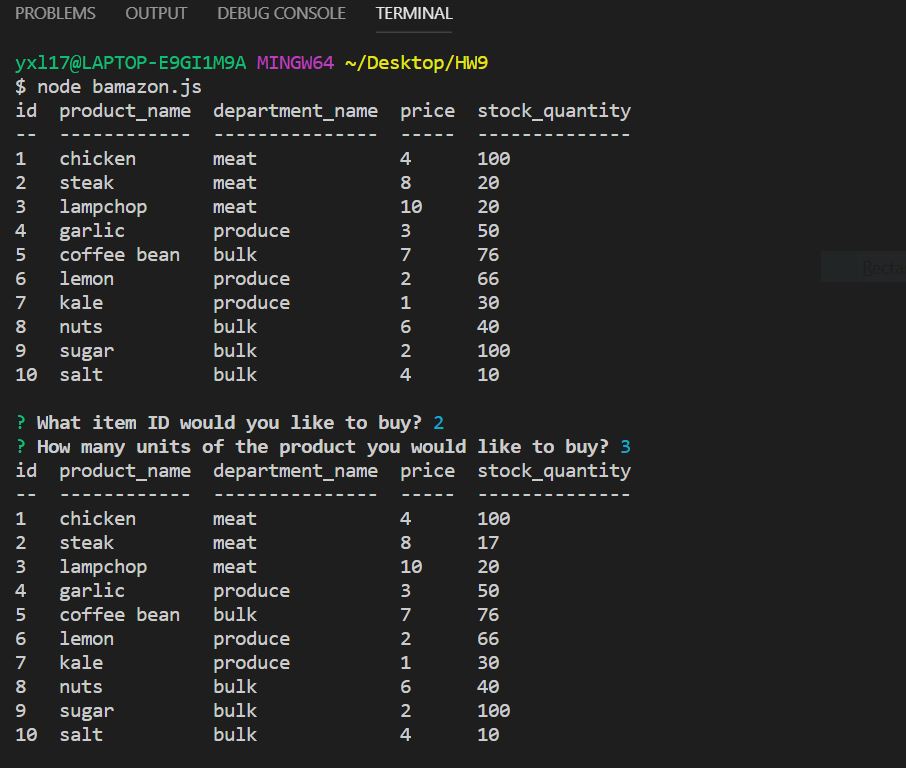 PROBLEMS OUTPUT DEBUG CONSOLE TERMINAL
yxl17@LAPTOP-E9GI1M9A MINGW64 ~/Desktop/HW9
$ node bamazon.js
id  product_name  department_name  price  stock_quantity
--  ------------  ---------------  -----  --------------
1   chicken       meat             4      100
2   steak         meat             8      20
3   lampchop      meat             10     20
4   garlic        produce          3      50
5   coffee bean   bulk             7      76
6   lemon         produce          2      66
7   kale          produce          1      30
8   nuts          bulk             6      40
9   sugar         bulk             2      100
10  salt          bulk             4      10
? What item ID would you like to buy? 2
? How many units of the product you would like to buy? 3
id  product_name  department_name  price  stock_quantity
--  ------------  ---------------  -----  --------------
1   chicken       meat             4      100
2   steak         meat             8      17
3   lampchop      meat             10     20
4   garlic        produce          3      50
5   coffee bean   bulk             7      76
6   lemon         produce          2      66
7   kale          produce          1      30
8   nuts          bulk             6      40
9   sugar         bulk             2      100
10  salt          bulk             4      10